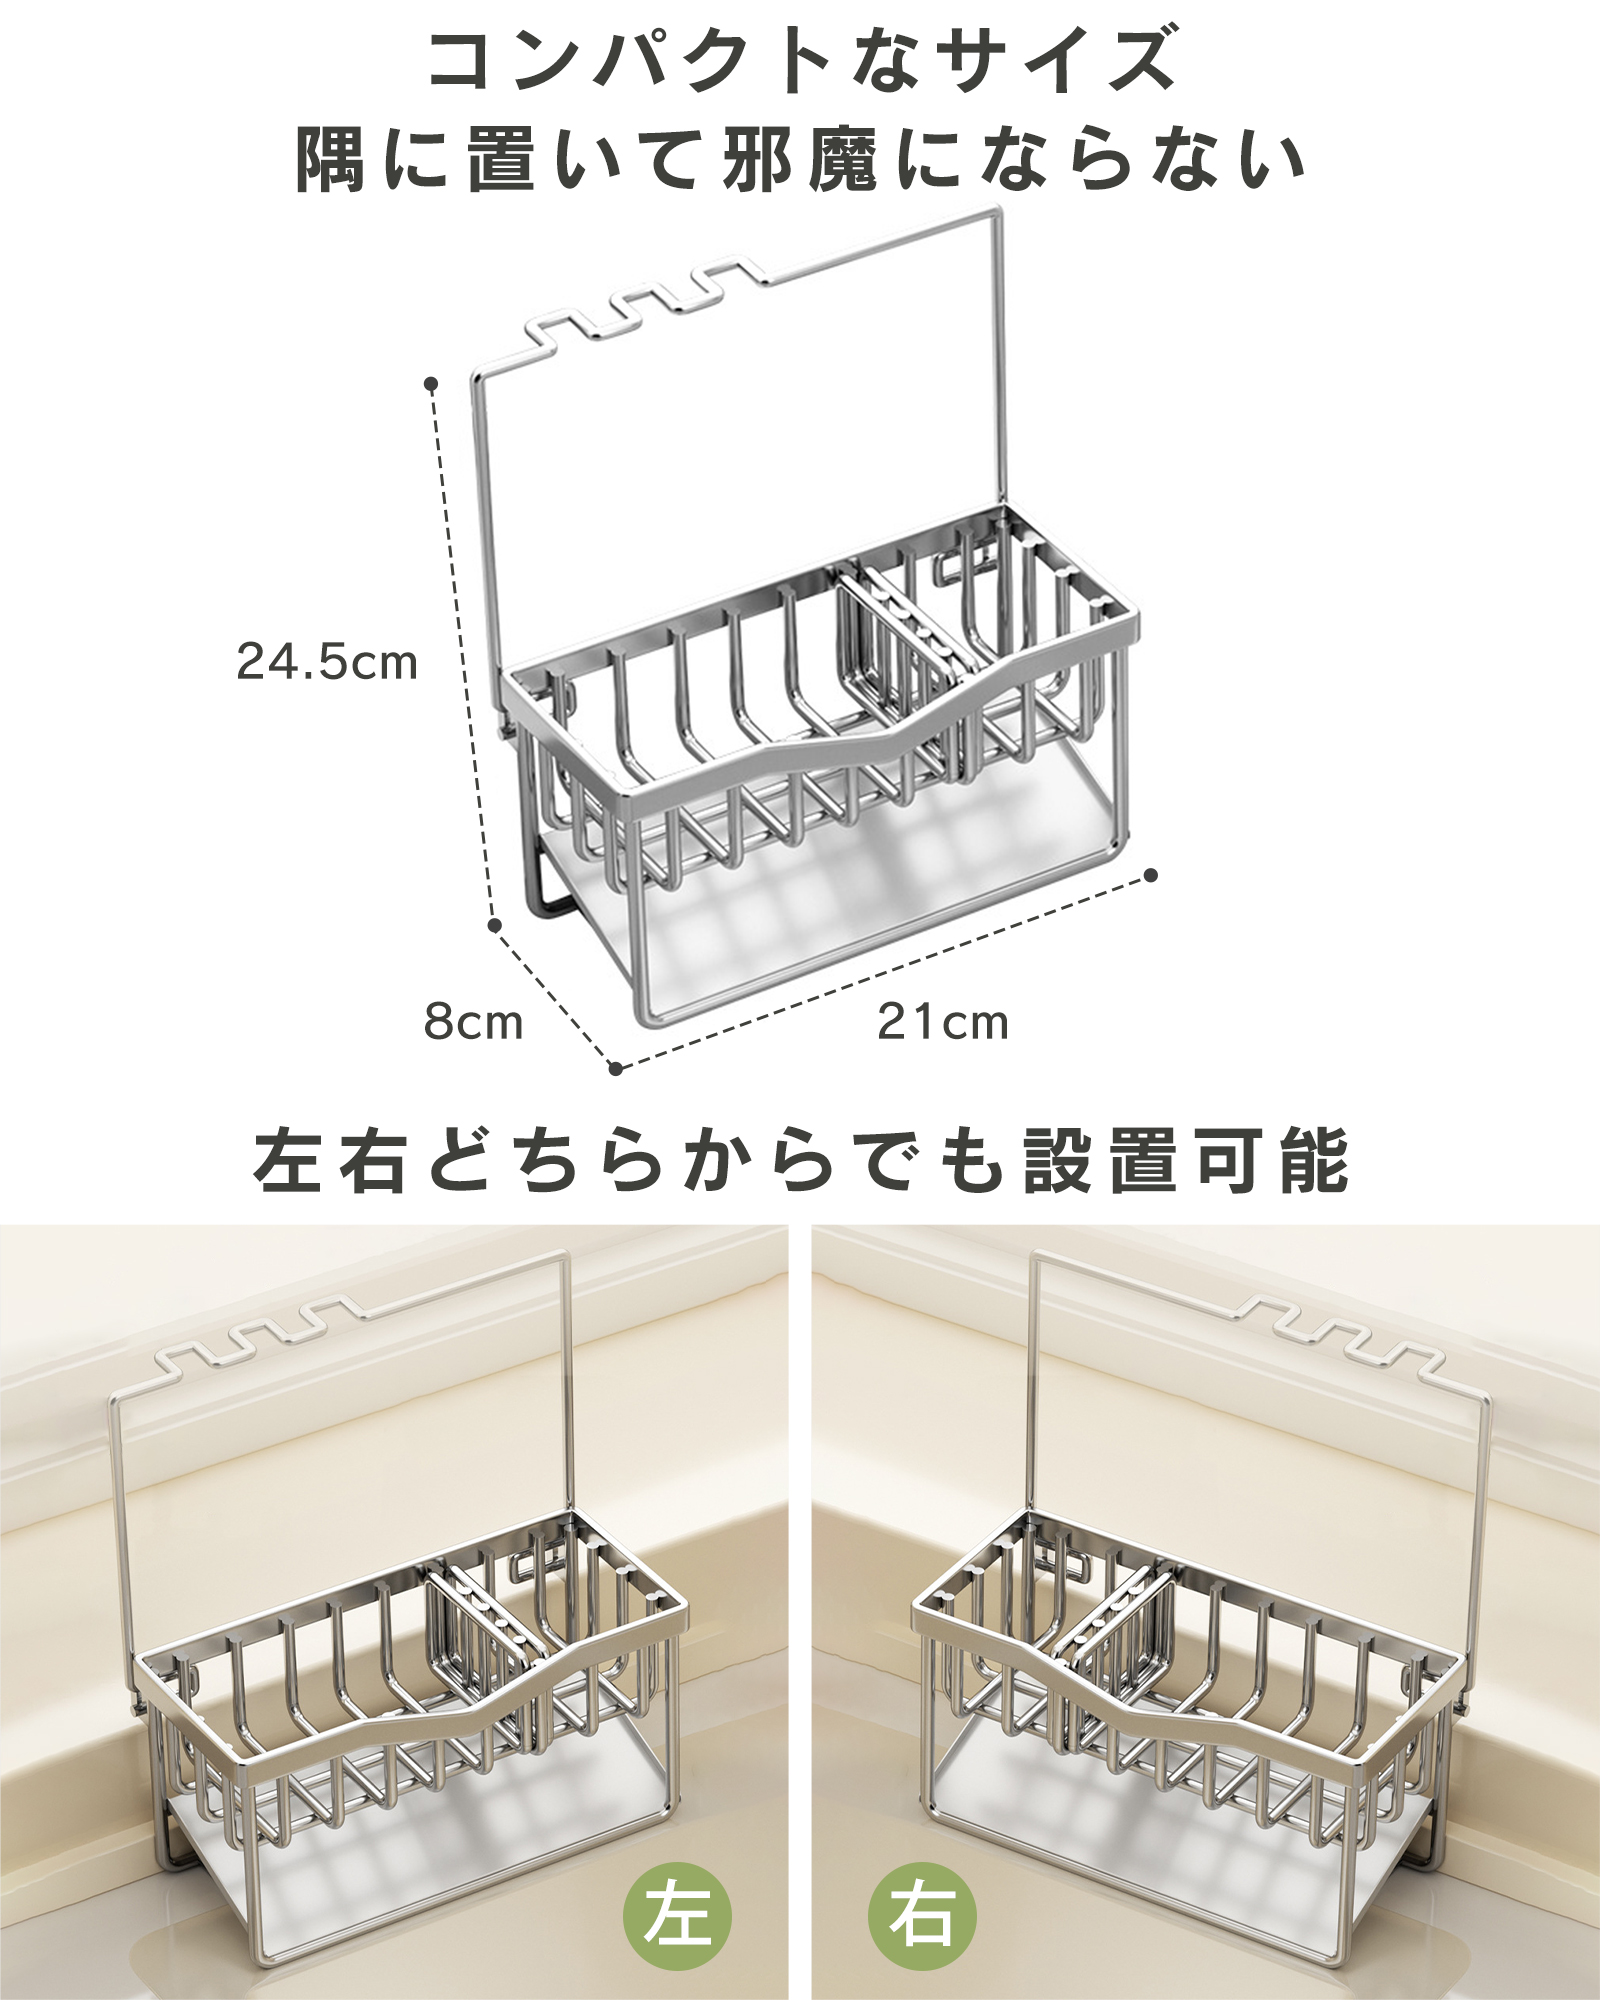 コンパクトなサイズ
隅に置いて邪魔にならない
24.5cm
8cm
21cm
左右どちらからでも設置可能
左
右